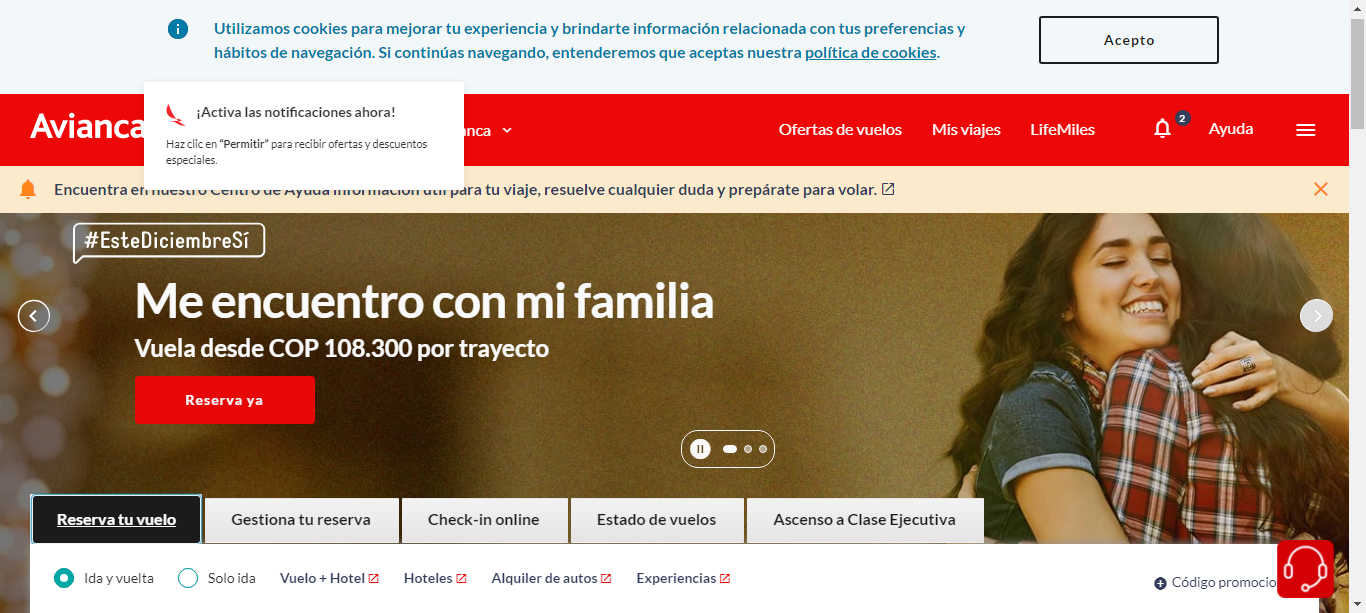 Utilizamos cookies para mejorar tu experiencia y brindarte información relacionada con tus preferencias y
hábitos de navegación. Si continúas navegando, entenderemos que aceptas nuestra política de cookies.
Acepto
¡Activa las notificaciones ahora!
Haz clic en “Permitir” para recibir ofertas y descuentos
especiales.
Avianca
anca
Ofertas de vuelos
Mis viajes
LifeMiles
2
Ayuda
Encuentra en nuestro Centro de Ayuda información útil para tu viaje, resuelve cualquier duda y prepárate para volar.
#EsteDiciembreSí
Me encuentro con mi familia
Vuela desde COP 108.300 por trayecto
Reserva ya
Reserva tu vuelo
Gestiona tu reserva
Check-in online
Estado de vuelos
Ascenso a Clase Ejecutiva
Ida y vuelta
Solo ida
Vuelo + Hotel
Hoteles
Alquiler de autos
Experiencias
Código promocio